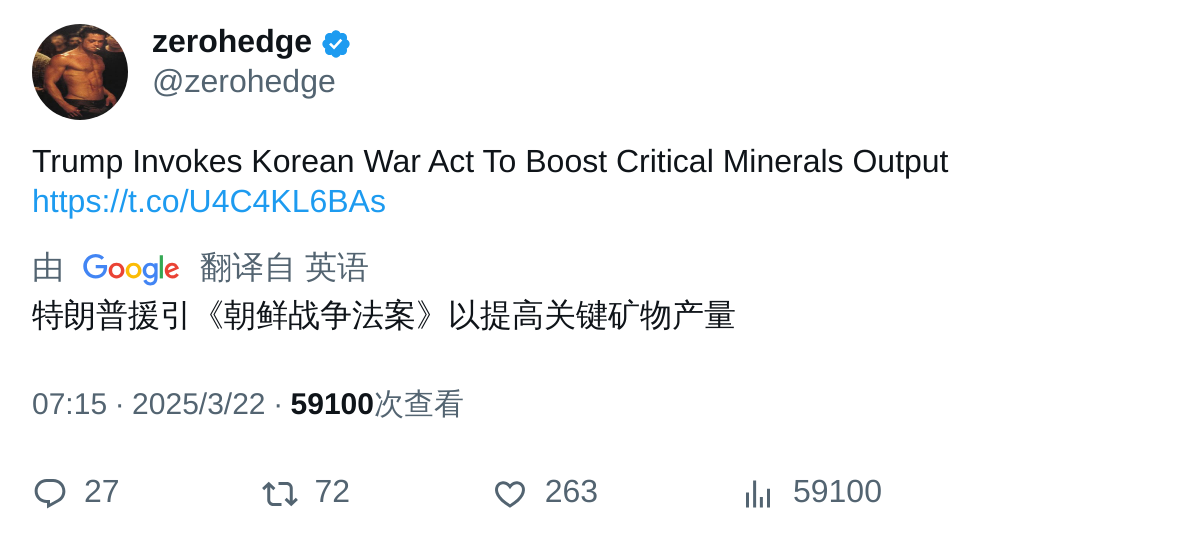 zerohedge
@zerohedge
Trump Invokes Korean War Act To Boost Critical Minerals Output
https://t.co/U4C4KL6BAs
由 Google 翻译自 英语
特朗普援引《朝鲜战争法案》以提高关键矿物产量
07:15 · 2025/3/22 · 59100次查看
27 72 263 59100